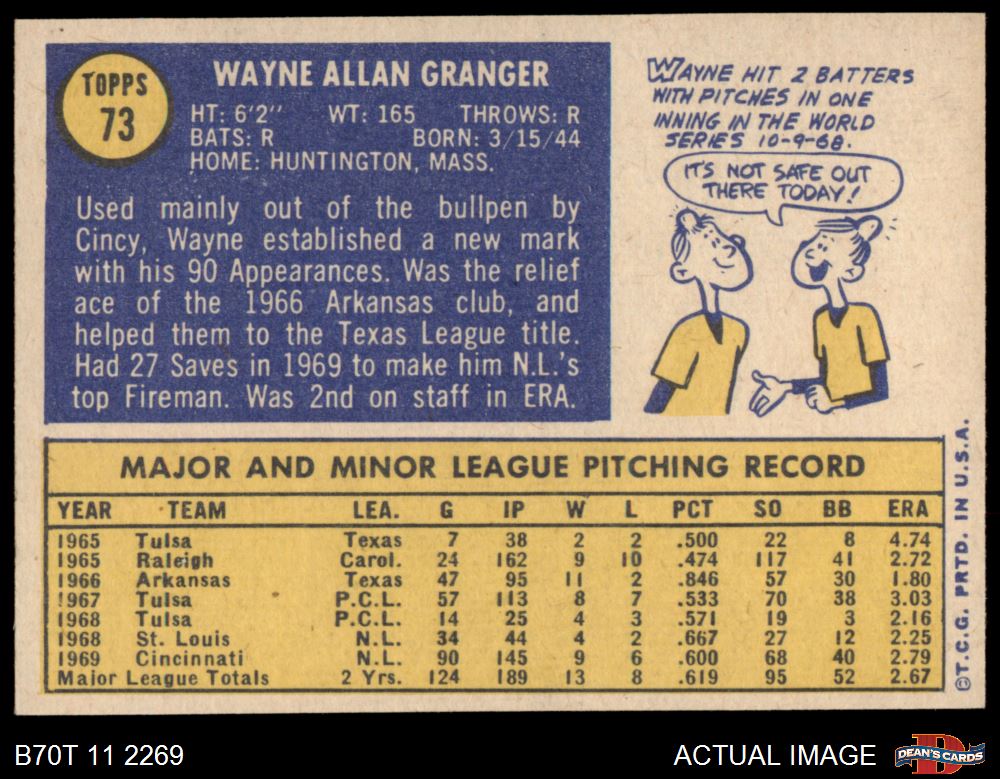 TOPPS
73
WAYNE ALLAN GRANGER
HT: 6'2" WT: 165 THROWS: R
BATS: R BORN: 3/15/44
HOME: HUNTINGTON, MASS.
Used mainly out of the bullpen by
Cincy, Wayne established a new mark
with his 90 Appearances. Was the relief
ace of the 1966 Arkansas club, and
helped them to the Texas League title.
Had 27 Saves in 1969 to make him N.L.'s
top Fireman. Was 2nd on staff in ERA.
WAYNE HIT 2 BATTERS
WITH PITCHES IN ONE
INNING IN THE WORLD
SERIES 10-9-68.
IT'S NOT SAFE OUT
THERE TODAY!
MAJOR AND MINOR LEAGUE PITCHING RECORD
YEAR TEAM LEA. G IP W L PCT SO BB ERA
1965 Tulsa Texas 7 38 2 2 .500 22 8 4.74
1965 Raleigh Carol. 24 162 9 10 .474 117 41 2.72
1966 Arkansas Texas 47 95 11 2 .846 57 30 1.80
1967 Tulsa P.C.L. 57 113 8 7 .533 70 38 3.03
1968 Tulsa P.C.L. 14 25 4 3 .571 19 3 2.16
1968 St. Louis N.L. 34 44 4 2 .667 27 12 2.25
1969 Cincinnati N.L. 90 145 9 6 .600 68 40 2.79
Major League Totals 2 Yrs. 124 189 13 8 .619 95 52 2.67
©T.C.G. PRTD. IN U.S.A.
B70T 11 2269
ACTUAL IMAGE
DEAN'S CARDS